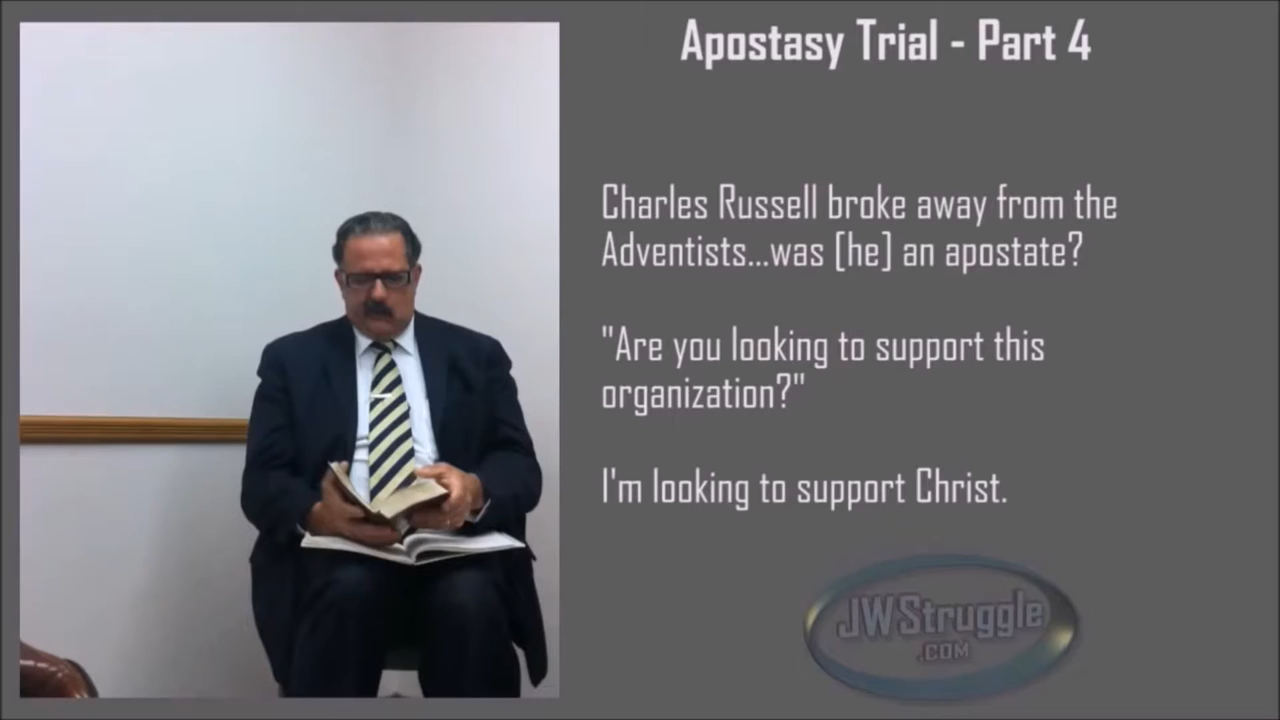 Apostasy Trial - Part 4
Charles Russell broke away from the
Adventists...was [he] an apostate?
"Are you looking to support this
organization?"
I'm looking to support Christ.
JWStruggle
.COM